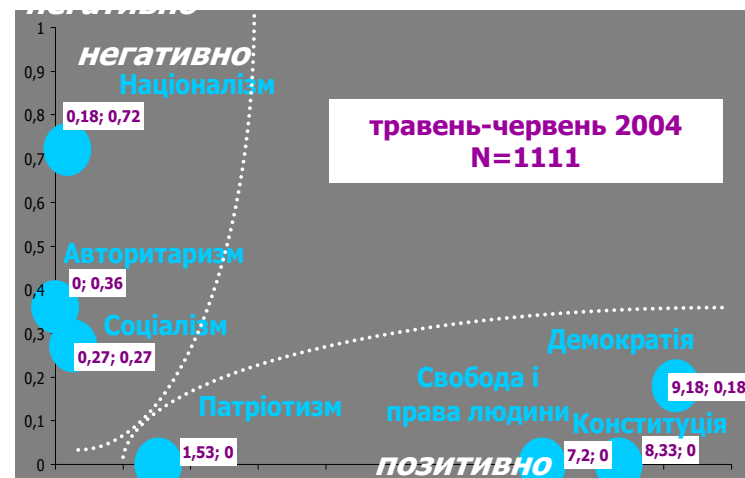 негативно
1
негативно
0,9
Націоналізм
0,8
0,18; 0,72
травень-червень 2004
N=1111
0,7
0,6
0,5
Авторитаризм
0; 0,36
0,4
0,3
Соціалізм
0,27; 0,27
Демократія
0,2
Свобода і
права людини
9,18; 0,18
Патріотизм
0,1
Конституція
1,53; 0
7,2; 0
8,33; 0
0
позитивно